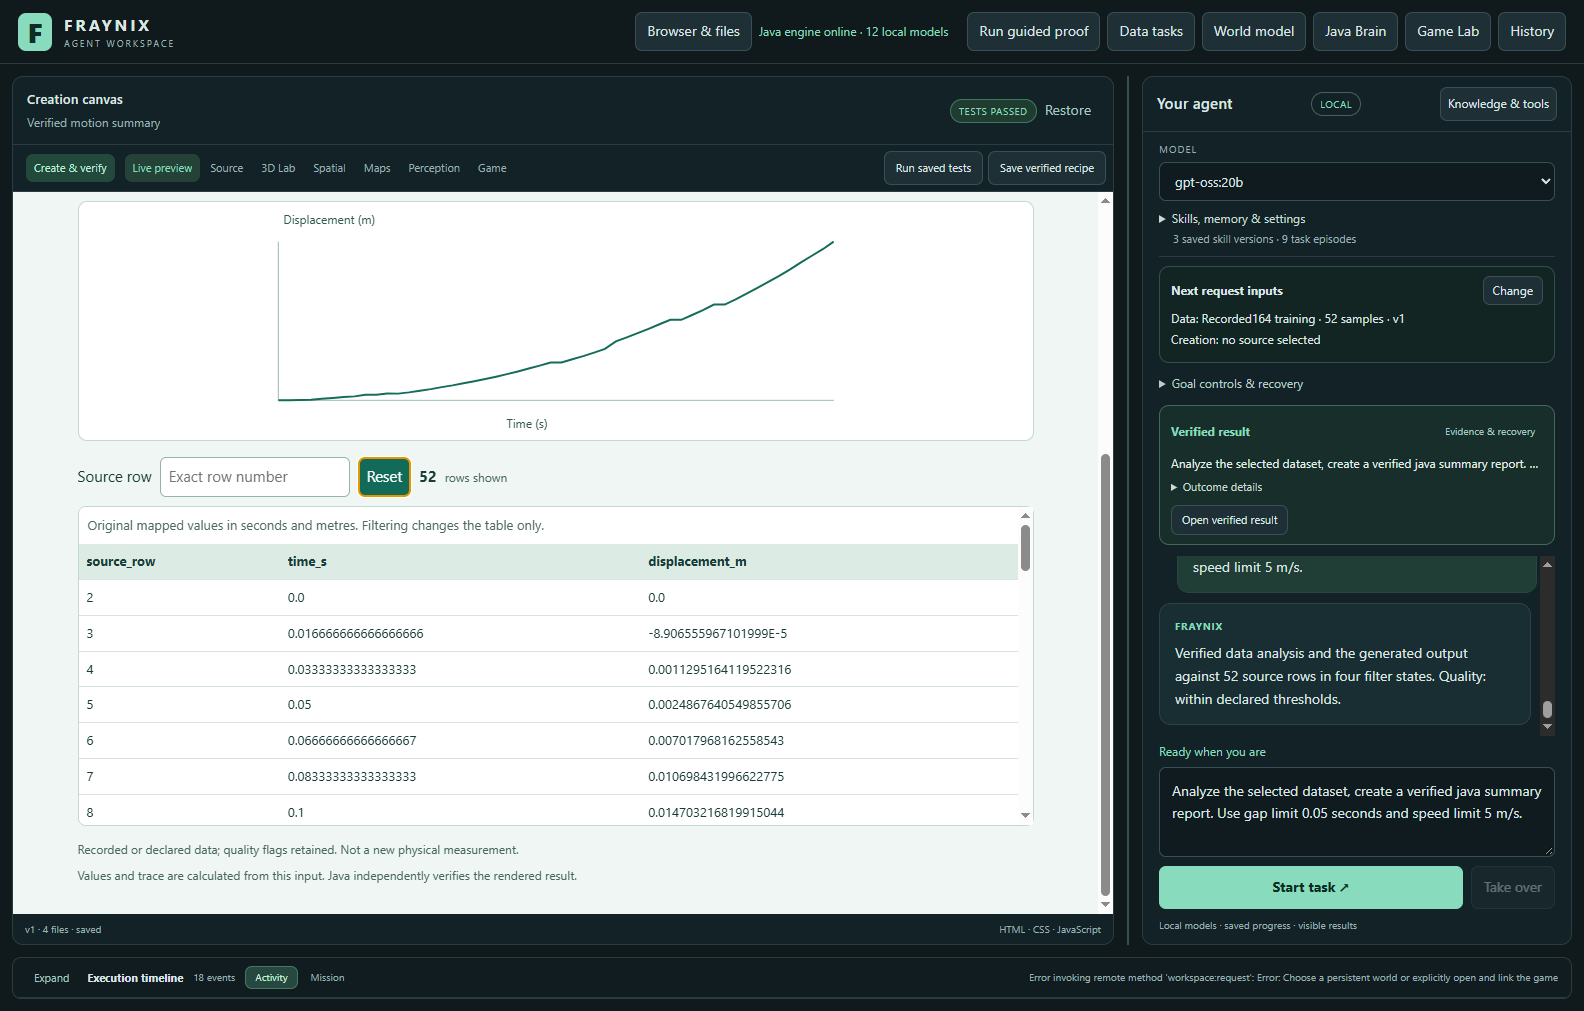 F
FRAYNIX
AGENT WORKSPACE
Browser & files
Java engine online · 12 local models
Run guided proof
Data tasks
World model
Java Brain
Game Lab
History
Creation canvas
Verified motion summary
TESTS PASSED
Restore
Create & verify
Live preview
Source
3D Lab
Spatial
Maps
Perception
Game
Run saved tests
Save verified recipe
Displacement (m)
Time (s)
Source row
Exact row number
Reset
52 rows shown
Original mapped values in seconds and metres. Filtering changes the table only.
source_row time_s displacement_m
2 0.0 0.0
3 0.016666666666666666 -8.906555967101999E-5
4 0.03333333333333333 0.0011295164119522316
5 0.05 0.0024867640549855706
6 0.06666666666666667 0.007017968162558543
7 0.08333333333333333 0.010698431996622775
8 0.1 0.014703216819915044
Recorded or declared data; quality flags retained. Not a new physical measurement.
Values and trace are calculated from this input. Java independently verifies the rendered result.
v1 · 4 files · saved
HTML · CSS · JavaScript
Your agent
LOCAL
Knowledge & tools
MODEL
gpt-oss:20b
Skills, memory & settings
3 saved skill versions · 9 task episodes
Next request inputs
Change
Data: Recorded164 training · 52 samples · v1
Creation: no source selected
Goal controls & recovery
Verified result
Evidence & recovery
Analyze the selected dataset, create a verified java summary report. ...
Outcome details
Open verified result
speed limit 5 m/s.
FRAYNIX
Verified data analysis and the generated output
against 52 source rows in four filter states. Quality:
within declared thresholds.
Ready when you are
Analyze the selected dataset, create a verified java summary
report. Use gap limit 0.05 seconds and speed limit 5 m/s.
Start task ↗
Take over
Local models · saved progress · visible results
Expand
Execution timeline
18 events
Activity
Mission
Error invoking remote method 'workspace:request': Error: Choose a persistent world or explicitly open and link the game